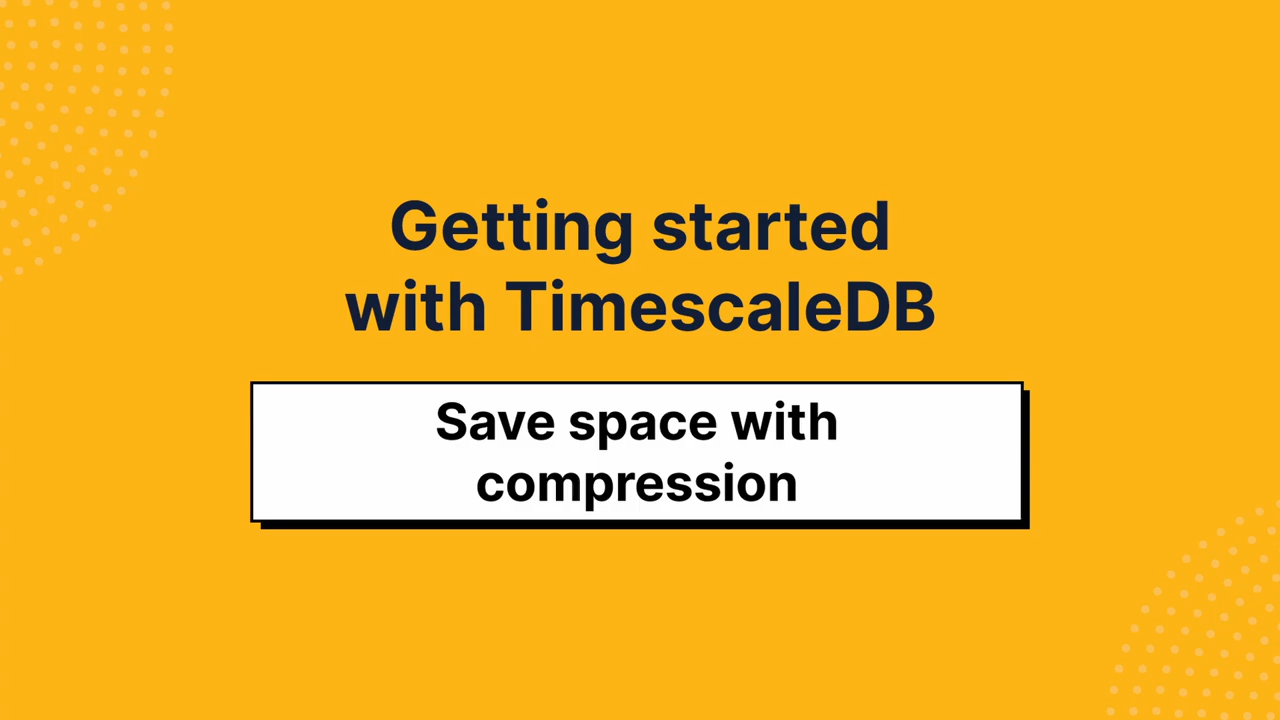 Getting started
with TimescaleDB
Save space with
compression